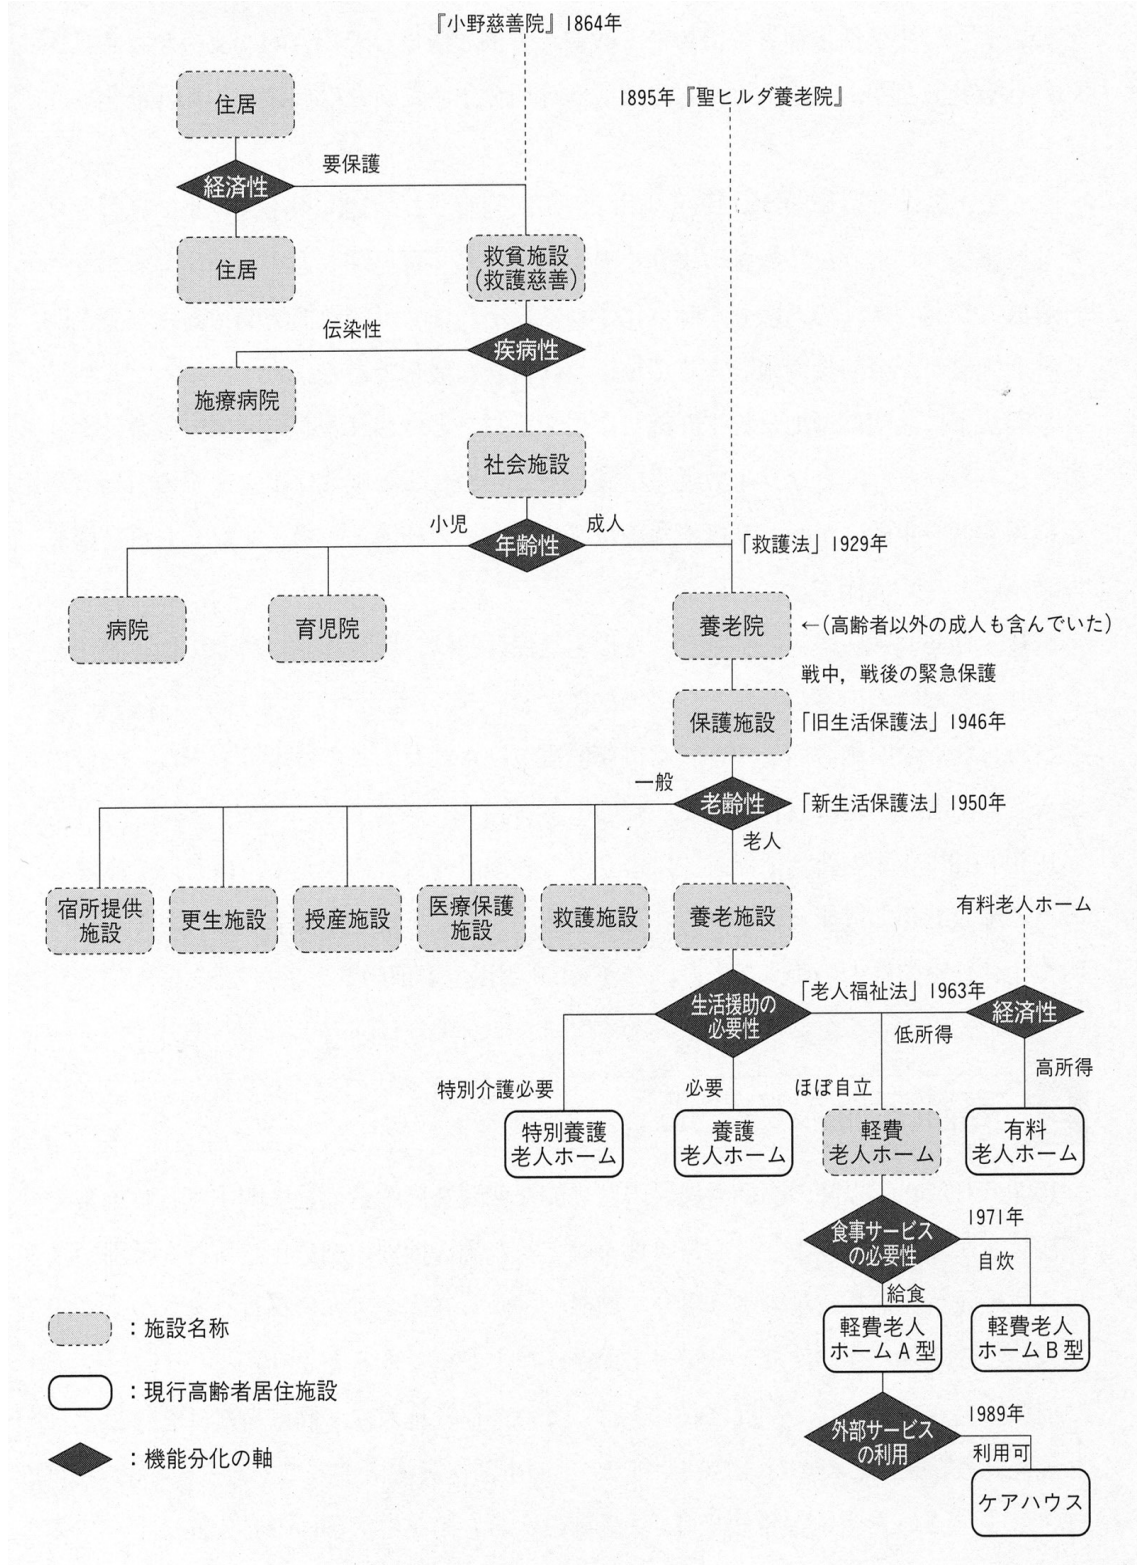 『小野慈善院』1864年
1895年『聖ヒルダ養老院』
住居
経済性
要保護
住居
救貧施設
(救護慈善)
伝染性
疾病性
施療病院
社会施設
小児
年齢性
成人
「救護法」1929年
病院
育児院
養老院
←(高齢者以外の成人も含んでいた)
戦中，戦後の緊急保護
保護施設
「旧生活保護法」1946年
一般
老齢性
「新生活保護法」1950年
老人
宿所提供
施設
更生施設
授産施設
医療保護
施設
救護施設
養老施設
有料老人ホーム
生活援助の
必要性
「老人福祉法」1963年
経済性
低所得
高所得
特別介護必要
必要
ほぼ自立
特別養護
老人ホーム
養護
老人ホーム
軽費
老人ホーム
有料
老人ホーム
食事サービス
の必要性
1971年
自炊
給食
軽費老人
ホームA型
軽費老人
ホームB型
外部サービス
の利用
1989年
利用可
ケアハウス
：施設名称
：現行高齢者居住施設
：機能分化の軸